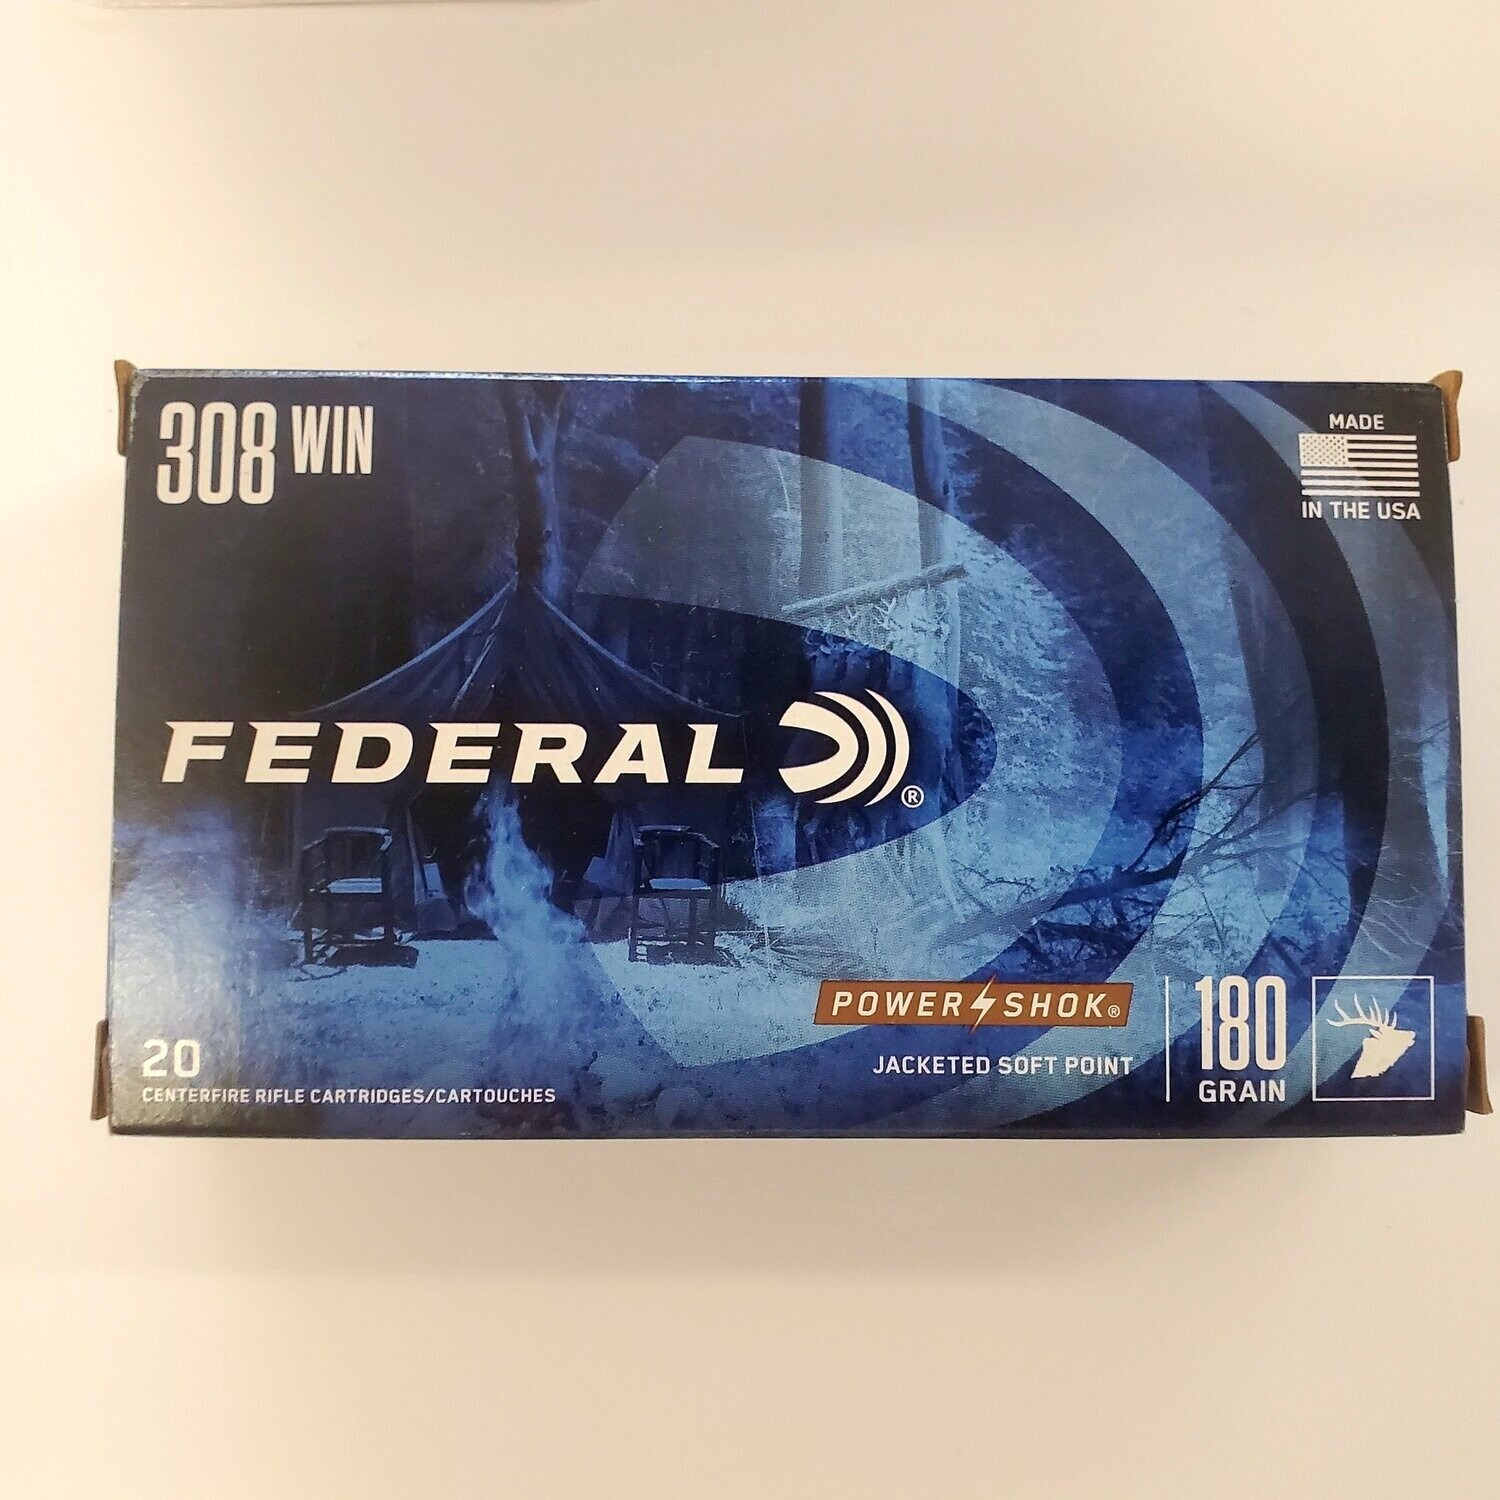 308 WIN
MADE
IN THE USA
FEDERAL ®
POWER SHOK®
JACKETED SOFT POINT
180
GRAIN
20
CENTERFIRE RIFLE CARTRIDGES/CARTOUCHES